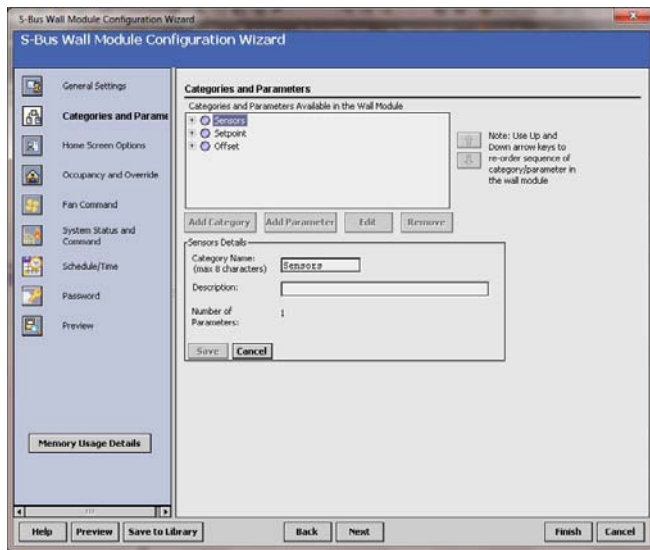 S-Bus Wall Module Configuration Wizard
S-Bus Wall Module Configuration Wizard
General Settings
Categories and Parame
Home Screen Options
Occupancy and Override
Fan Command
System Status and
Command
Schedule/Time
Password
Preview
Memory Usage Details
Categories and Parameters
Categories and Parameters Available in the Wall Module
Sensors
Setpoint
Offset
Note: Use Up and
Down arrow keys to
re-order sequence of
category/parameter in
the wall module
Add Category Add Parameter Edit Remove
Sensors Details
Category Name:
(max 8 characters)
Sensors
Description:
Number of
Parameters:
1
Save Cancel
Help Preview Save to Library Back Next Finish Cancel